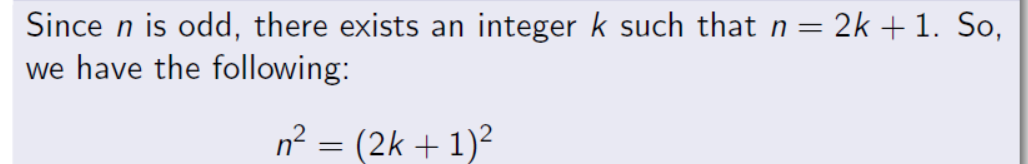 Since n is odd, there exists an integer k such that n = 2k + 1. So,
we have the following:
n² = (2k + 1)²